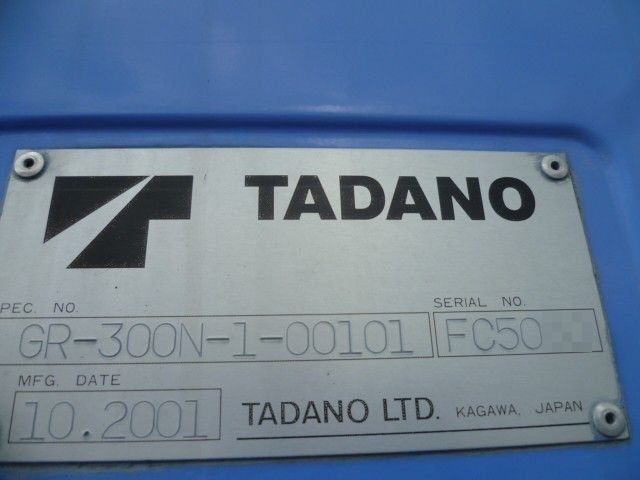 TADANO
PEC. NO. SERIAL NO.
GR-300N-1-00101 FC50
MFG. DATE
10.2001 TADANO LTD. KAGAWA, JAPAN